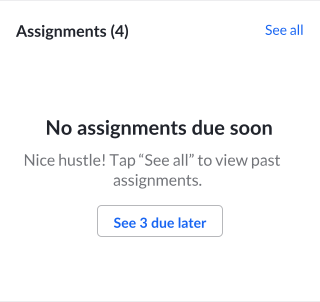 Assignments (4)
See all
No assignments due soon
Nice hustle! Tap “See all” to view past
assignments.
See 3 due later